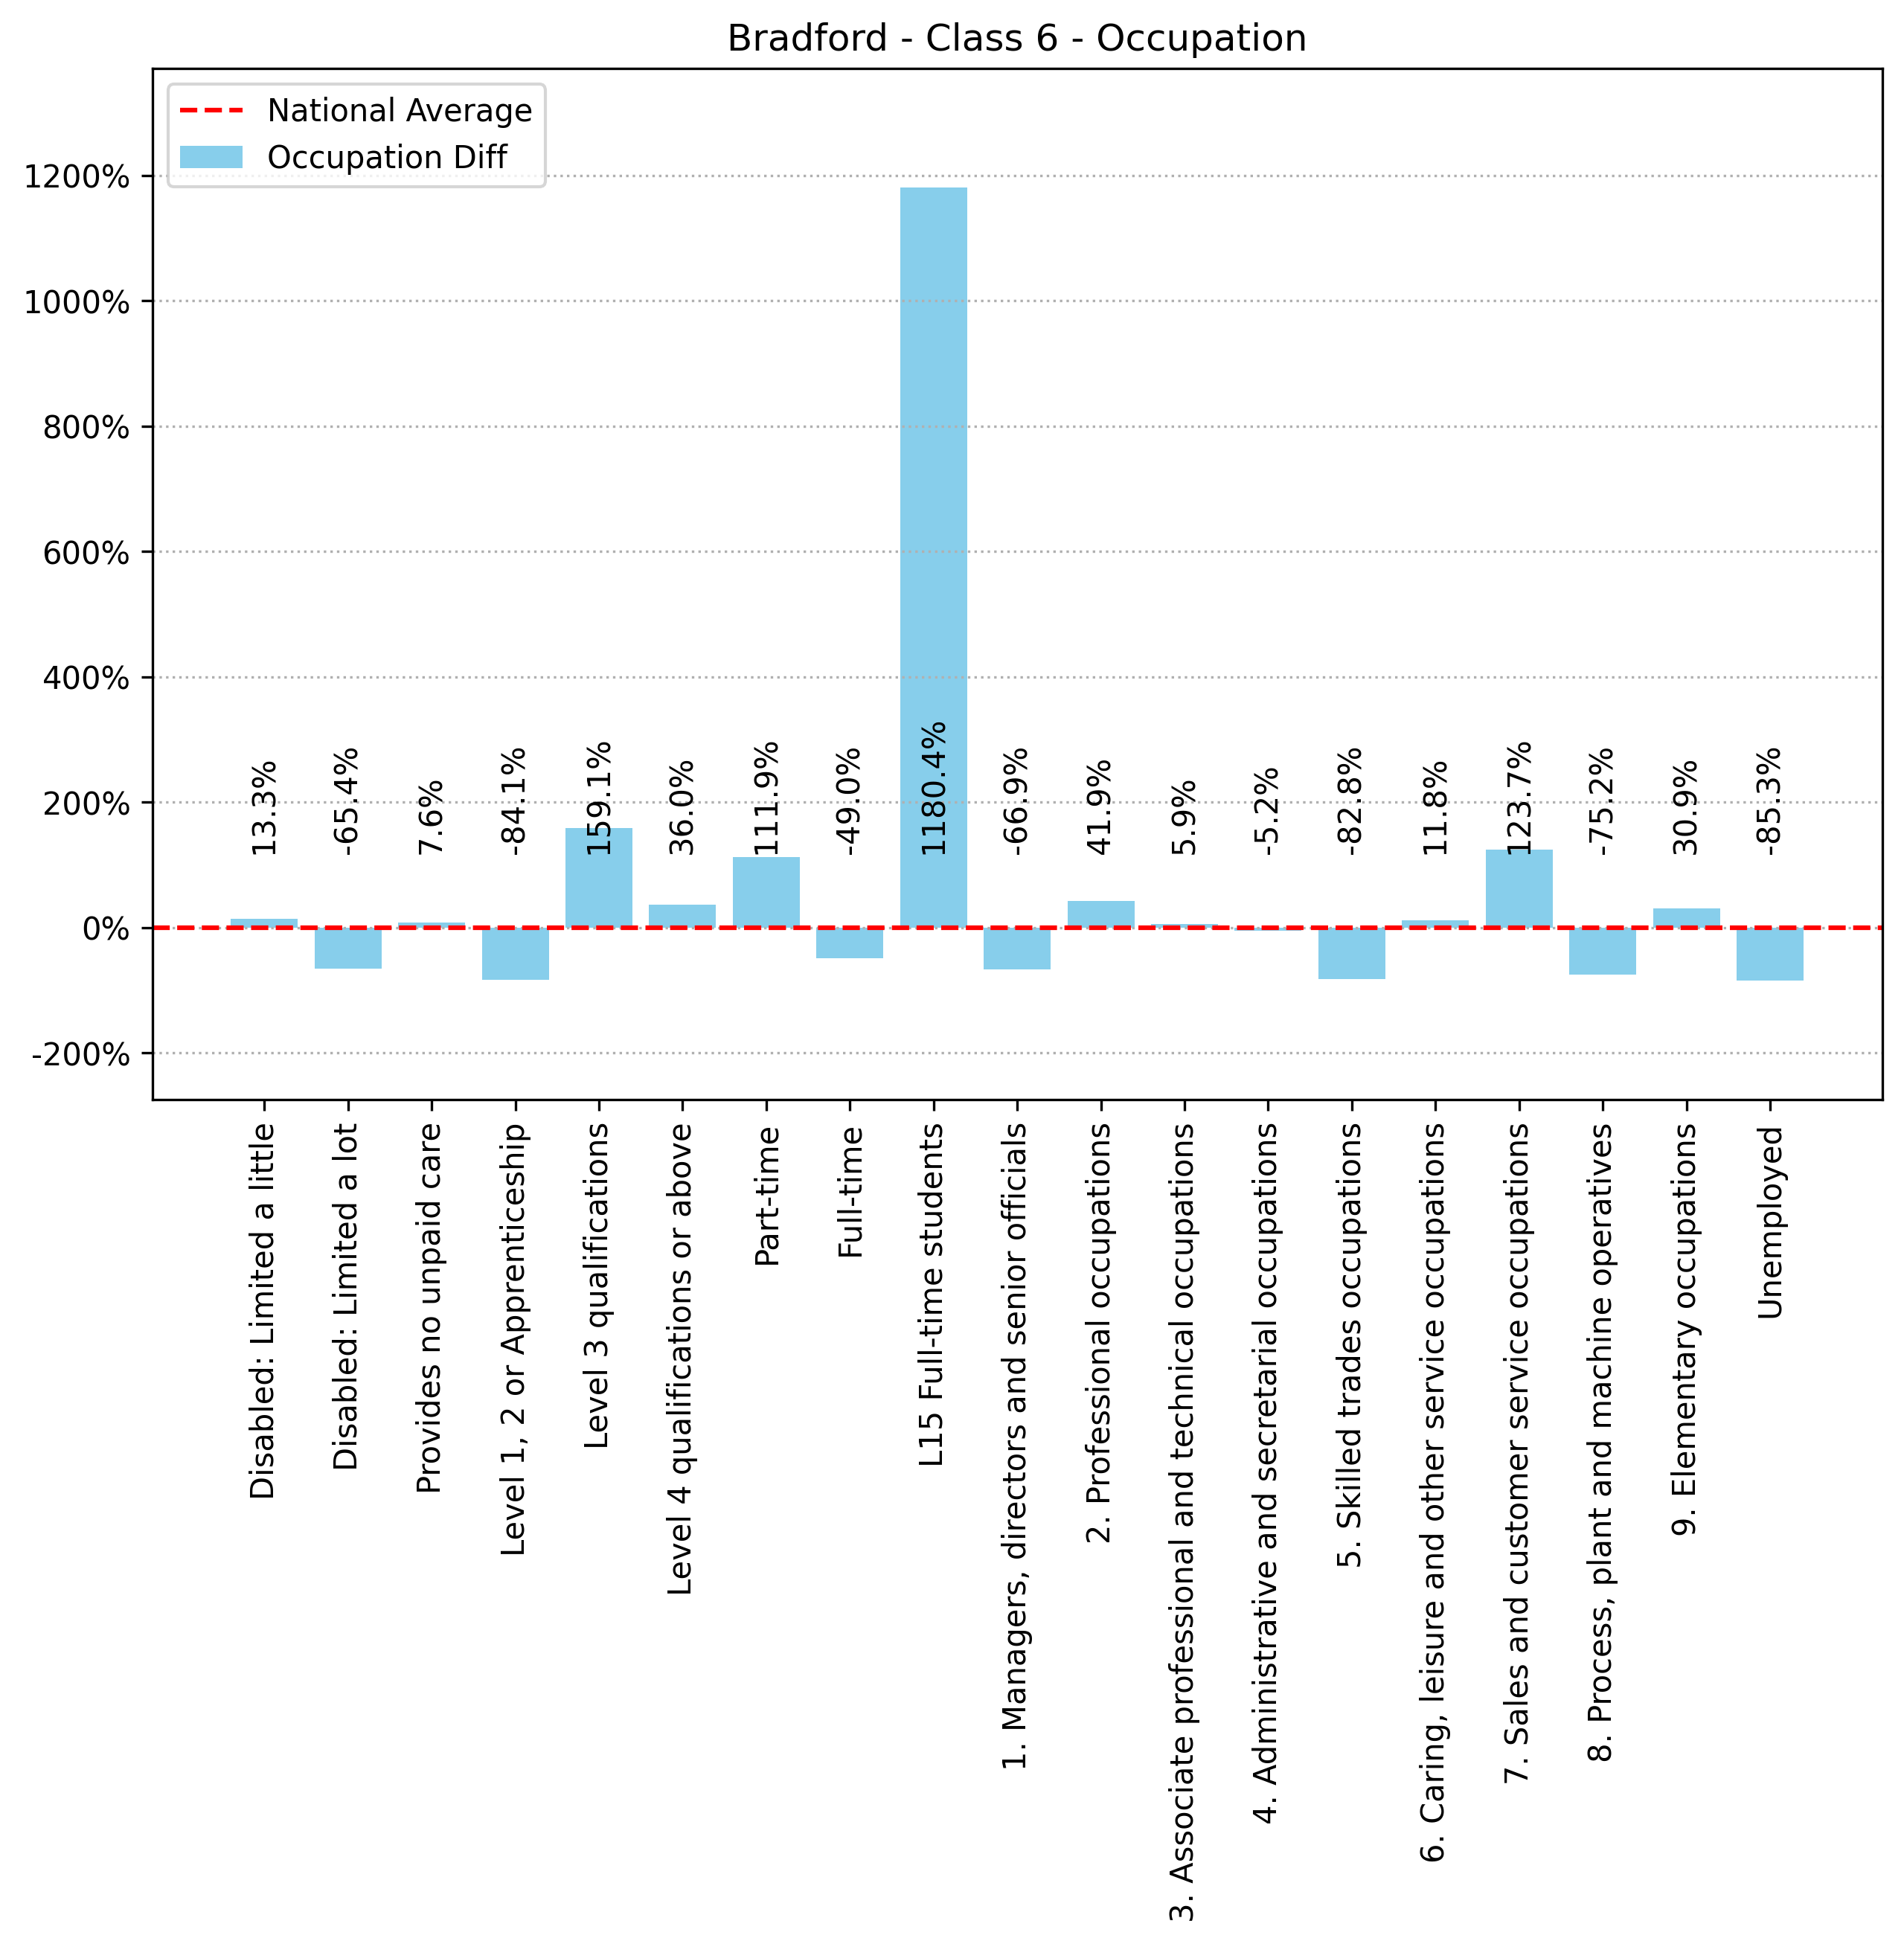 Bradford - Class 6 - Occupation
National Average
Occupation Diff
1200%
1000%
800%
600%
400%
200%
0%
-200%
13.3%
-65.4%
7.6%
-84.1%
159.1%
36.0%
111.9%
-49.0%
1180.4%
-66.9%
41.9%
5.9%
-5.2%
-82.8%
11.8%
123.7%
-75.2%
30.9%
-85.3%
Disabled: Limited a little
Disabled: Limited a lot
Provides no unpaid care
Level 1, 2 or Apprenticeship
Level 3 qualifications
Level 4 qualifications or above
Part-time
Full-time
L15 Full-time students
1. Managers, directors and senior officials
2. Professional occupations
3. Associate professional and technical occupations
4. Administrative and secretarial occupations
5. Skilled trades occupations
6. Caring, leisure and other service occupations
7. Sales and customer service occupations
8. Process, plant and machine operatives
9. Elementary occupations
Unemployed